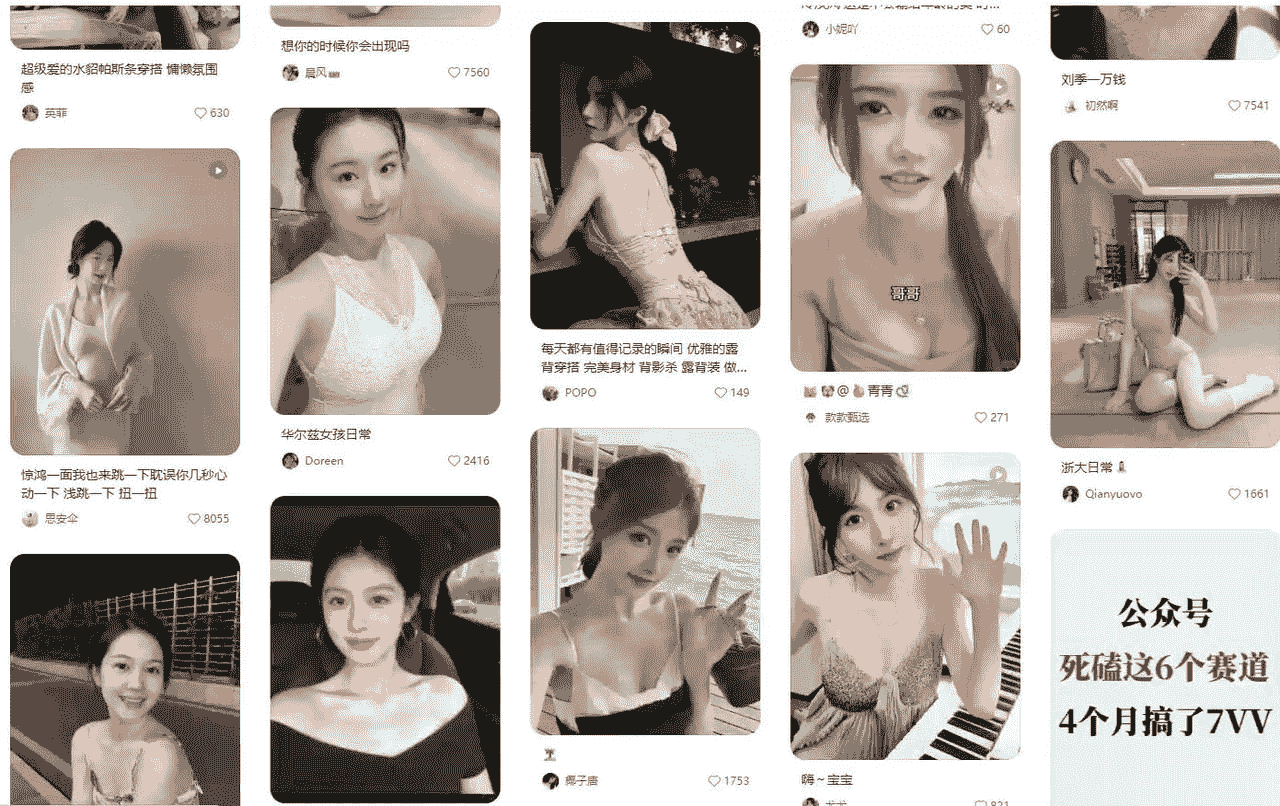 超级爱的水貂帕斯条穿搭 慵懒氛围
感
英菲
630
惊鸿一面我也来跳一下耽误你几秒心
动一下 浅跳一下 扭一扭
思安伞
8055
想你的时候你会出现吗
晨风
7560
华尔兹女孩日常
Doreen
2416
每天都有值得记录的瞬间 优雅的露
背穿搭 完美身材 背影杀 露背装 做...
POPO
149
椰子唐
1753
小妮吖
60
哥哥
@ 青青
款款甄选
271
嗨~宝宝
821
刘季一万钱
初然啊
7541
浙大日常
Qianyuovo
1661
公众号
死磕这6个赛道
4个月搞了7VV